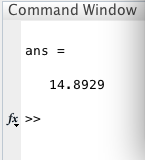 Command Window
ans =
14.8929
fx >>